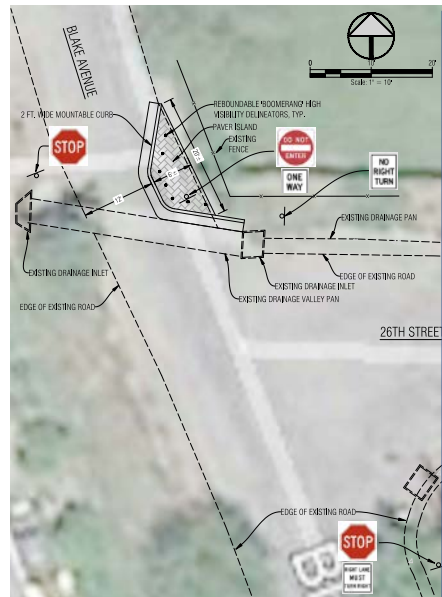 BLAKE AVENUE
0
10'
20'
Scale: 1" = 10'
2 FT. WIDE MOUNTABLE CURB
REBOUNDABLE 'BOOMERANG' HIGH
VISIBILITY DELINEATORS, TYP.
PAVER ISLAND
EXISTING
FENCE
STOP
DO NOT
ENTER
ONE
WAY
NO
RIGHT
TURN
12
6
EXISTING DRAINAGE PAN
EXISTING DRAINAGE INLET
EDGE OF EXISTING ROAD
EXISTING DRAINAGE INLET
EXISTING DRAINAGE VALLEY PAN
EDGE OF EXISTING ROAD
26TH STREET
EDGE OF EXISTING ROAD
STOP
RIGHT LANE
MUST
TURN RIGHT